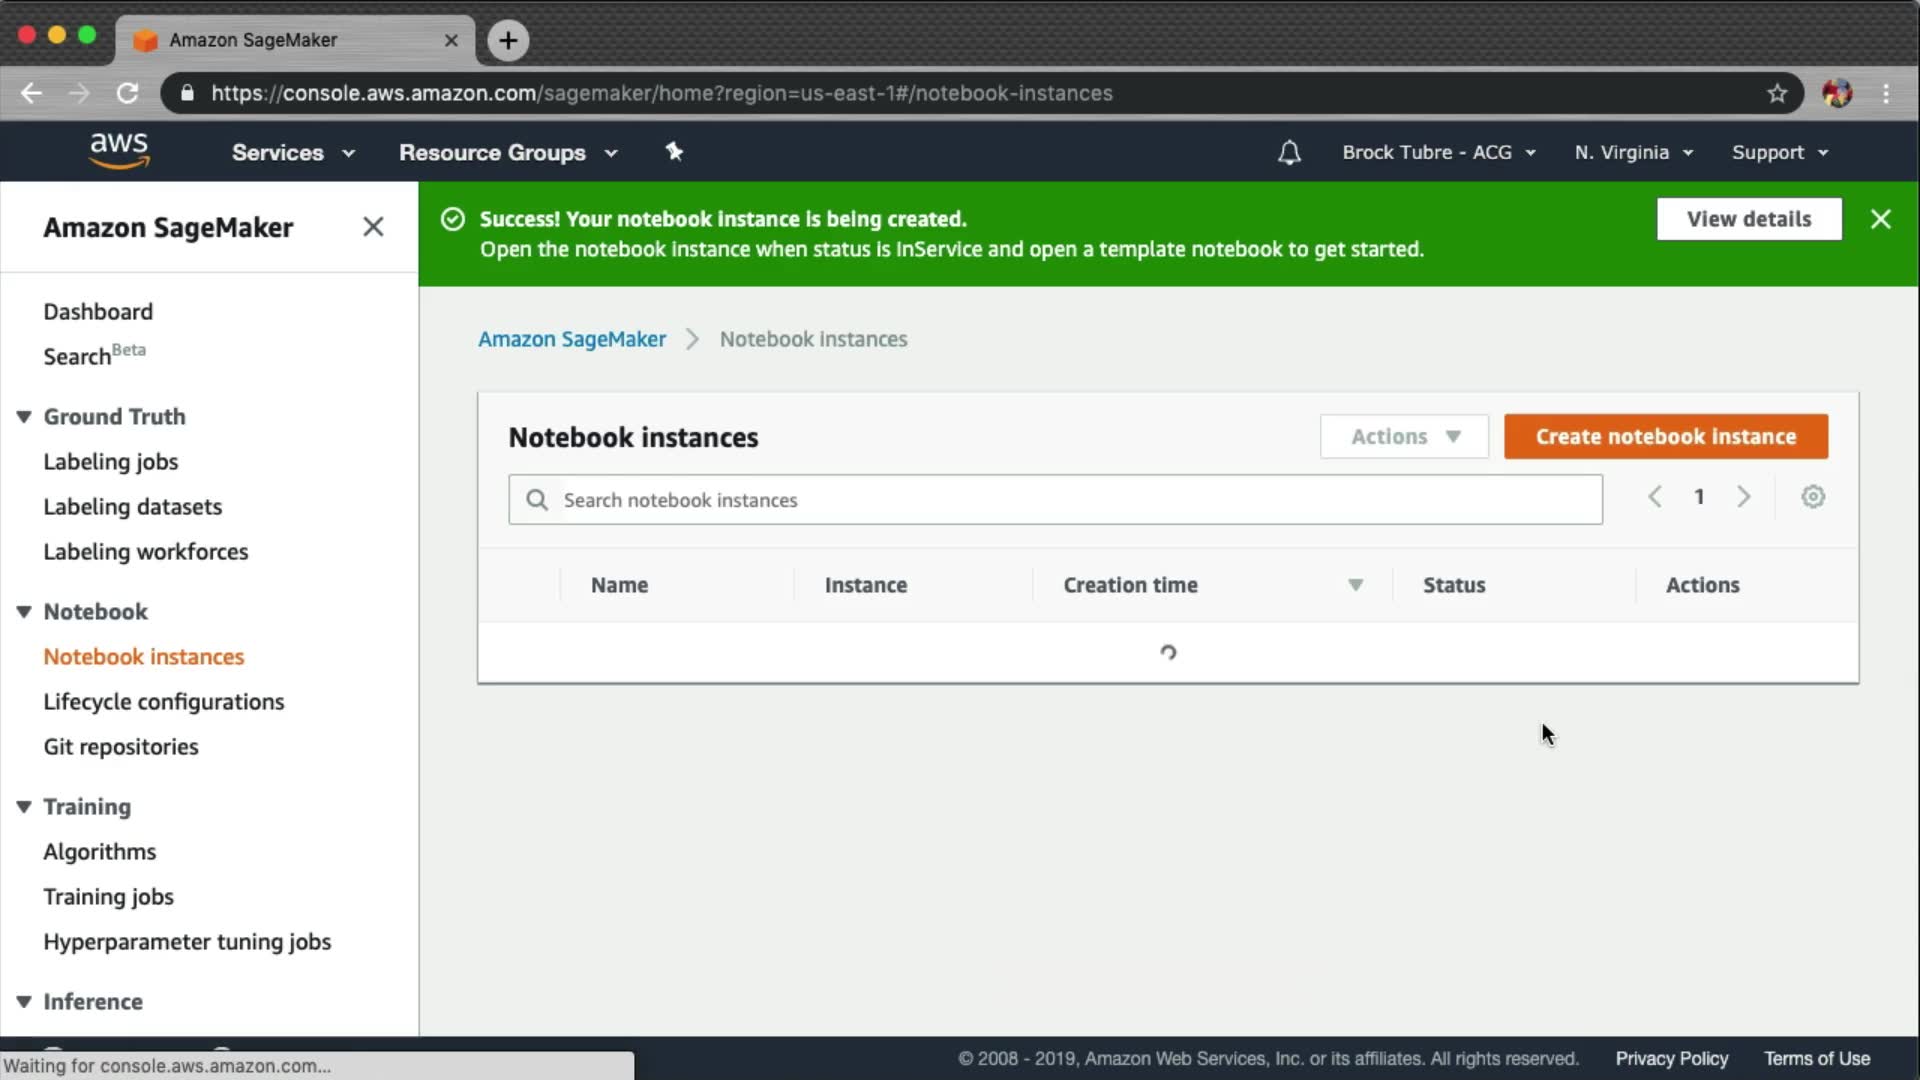 Amazon SageMaker
https://console.aws.amazon.com/sagemaker/home?region=us-east-1#/notebook-instances
aws
Services
Resource Groups
Brock Tubre - ACG
N. Virginia
Support
Amazon SageMaker
Dashboard
Search Beta
Ground Truth
Labeling jobs
Labeling datasets
Labeling workforces
Notebook
Notebook instances
Lifecycle configurations
Git repositories
Training
Algorithms
Training jobs
Hyperparameter tuning jobs
Inference
Success! Your notebook instance is being created.
Open the notebook instance when status is InService and open a template notebook to get started.
View details
Amazon SageMaker
Notebook instances
Notebook instances
Actions
Create notebook instance
Search notebook instances
1
Name
Instance
Creation time
Status
Actions
Waiting for console.aws.amazon.com...
© 2008 - 2019, Amazon Web Services, Inc. or its affiliates. All rights reserved.
Privacy Policy
Terms of Use